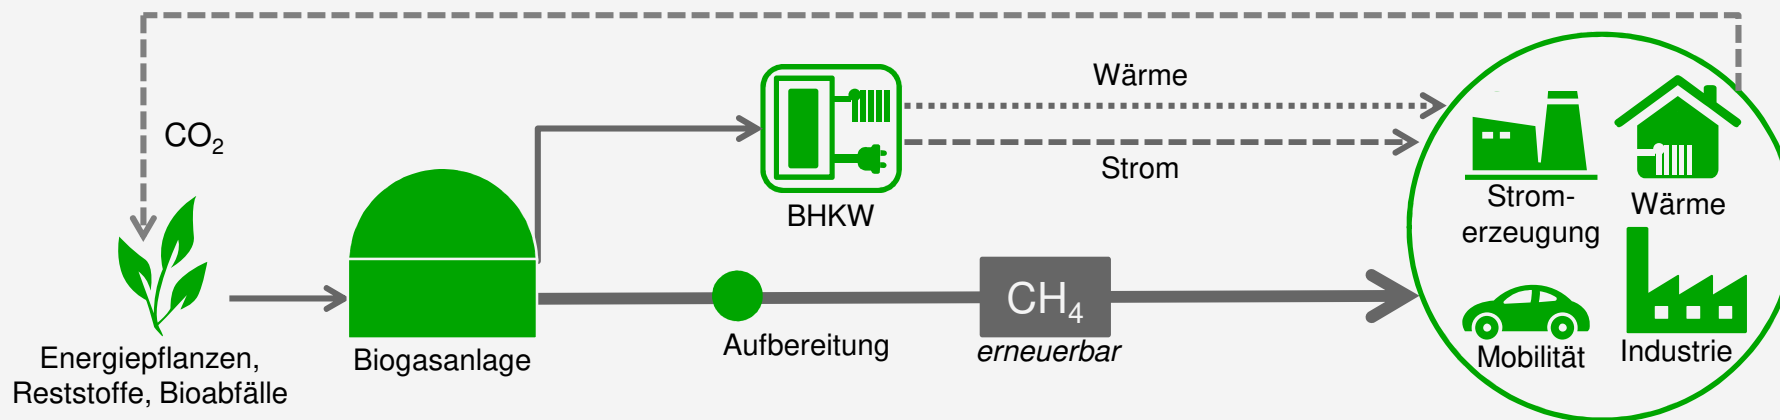 CO₂
Energiepflanzen,
Reststoffe, Bioabfälle
Biogasanlage
BHKW
Wärme
Strom
Aufbereitung
CH₄
erneuerbar
Strom-
erzeugung
Wärme
Mobilität
Industrie